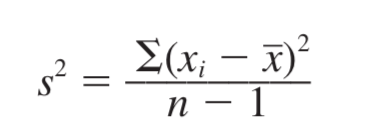 s² = Σ(xᵢ − x̄)² / n − 1